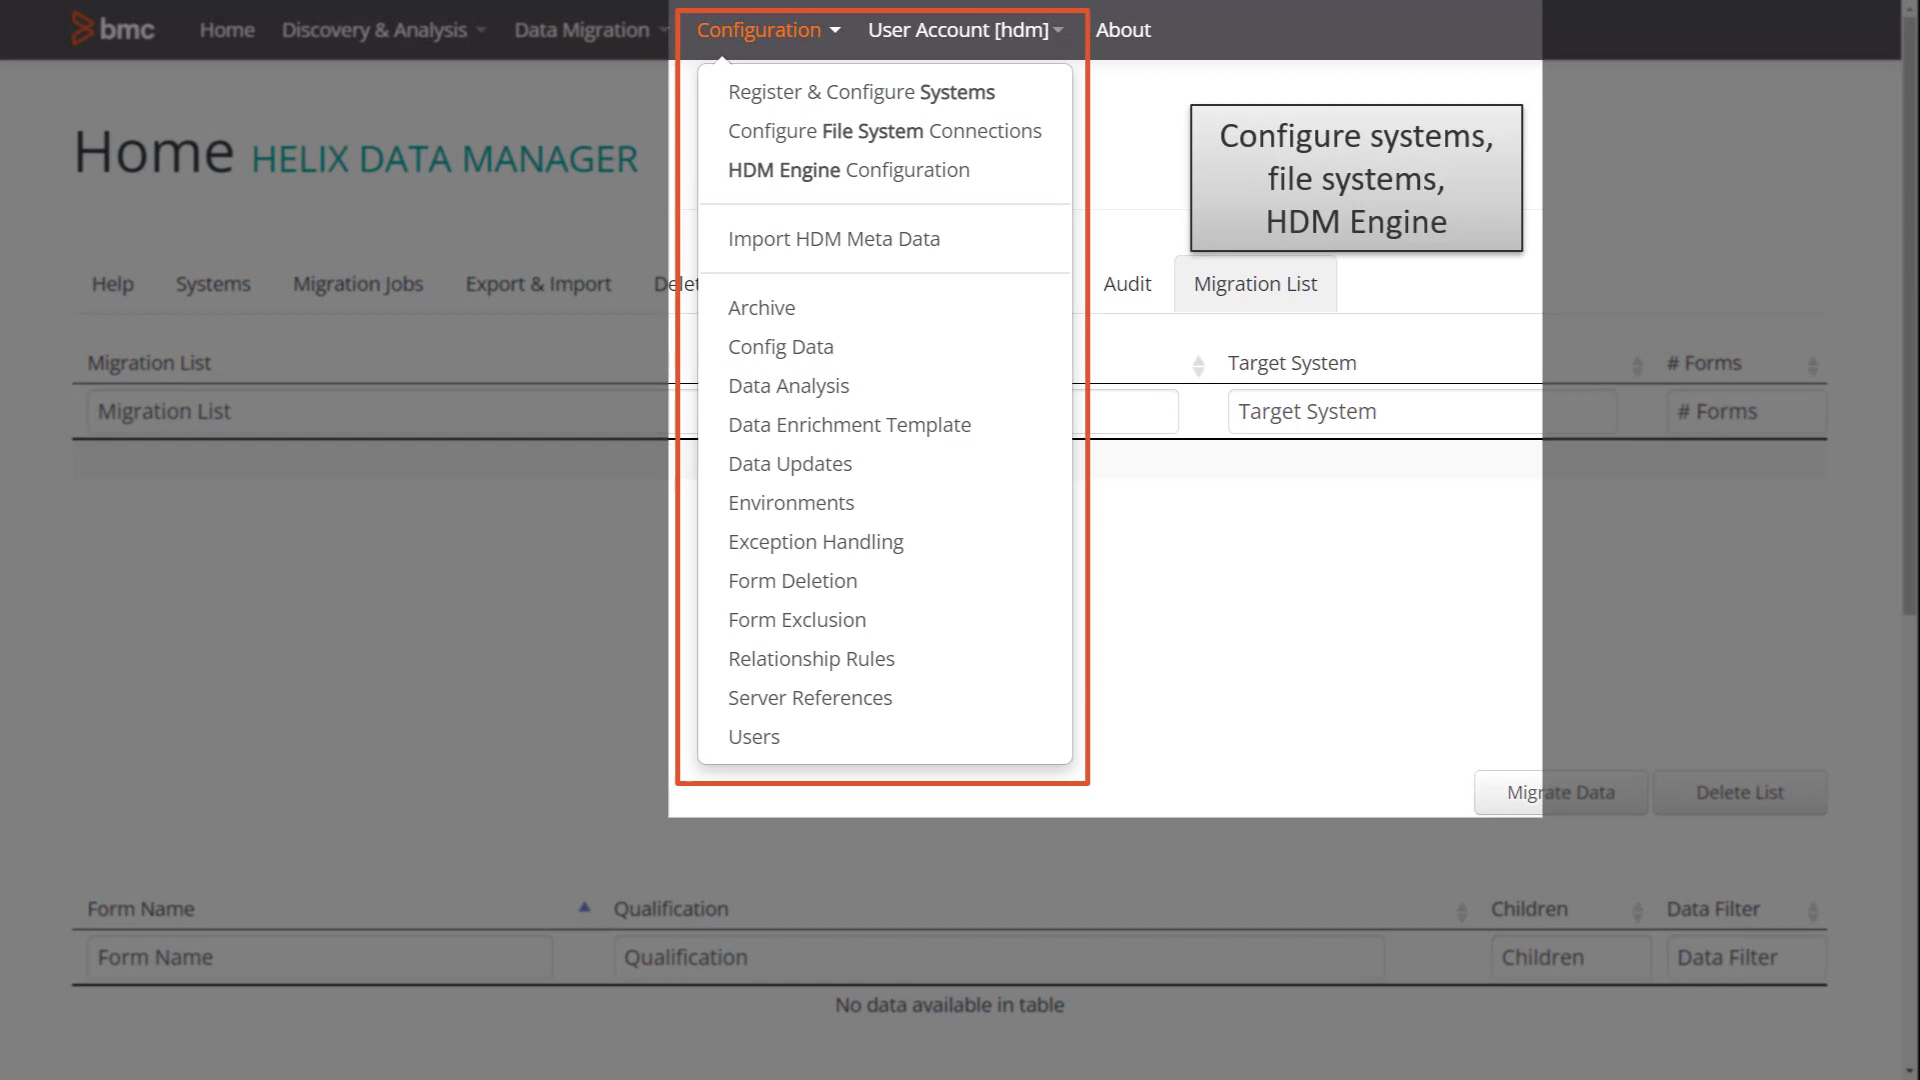 bmc Home Discovery & Analysis Data Migration Configuration User Account [hdm] About
Register & Configure Systems
Configure File System Connections
HDM Engine Configuration
Import HDM Meta Data
Archive
Config Data
Data Analysis
Data Enrichment Template
Data Updates
Environments
Exception Handling
Form Deletion
Form Exclusion
Relationship Rules
Server References
Users
Configure systems,
file systems,
HDM Engine
Home HELIX DATA MANAGER
Help Systems Migration Jobs Export & Import Delet Audit Migration List
Migration List Target System # Forms
Migration List Target System # Forms
Migrate Data Delete List
Form Name Qualification Children Data Filter
Form Name Qualification Children Data Filter
No data available in table